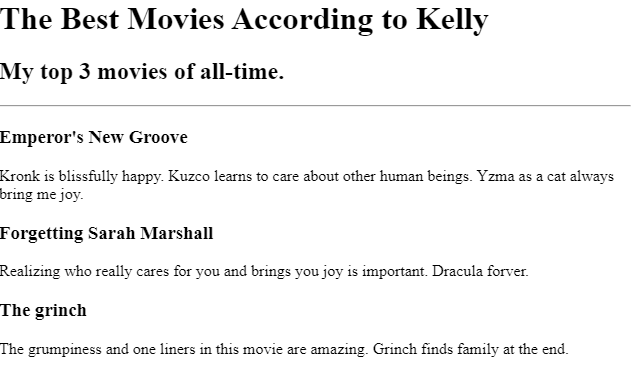 The Best Movies According to Kelly
My top 3 movies of all-time.
Emperor's New Groove
Kronk is blissfully happy. Kuzco learns to care about other human beings. Yzma as a cat always
bring me joy.
Forgetting Sarah Marshall
Realizing who really cares for you and brings you joy is important. Dracula forver.
The grinch
The grumpiness and one liners in this movie are amazing. Grinch finds family at the end.